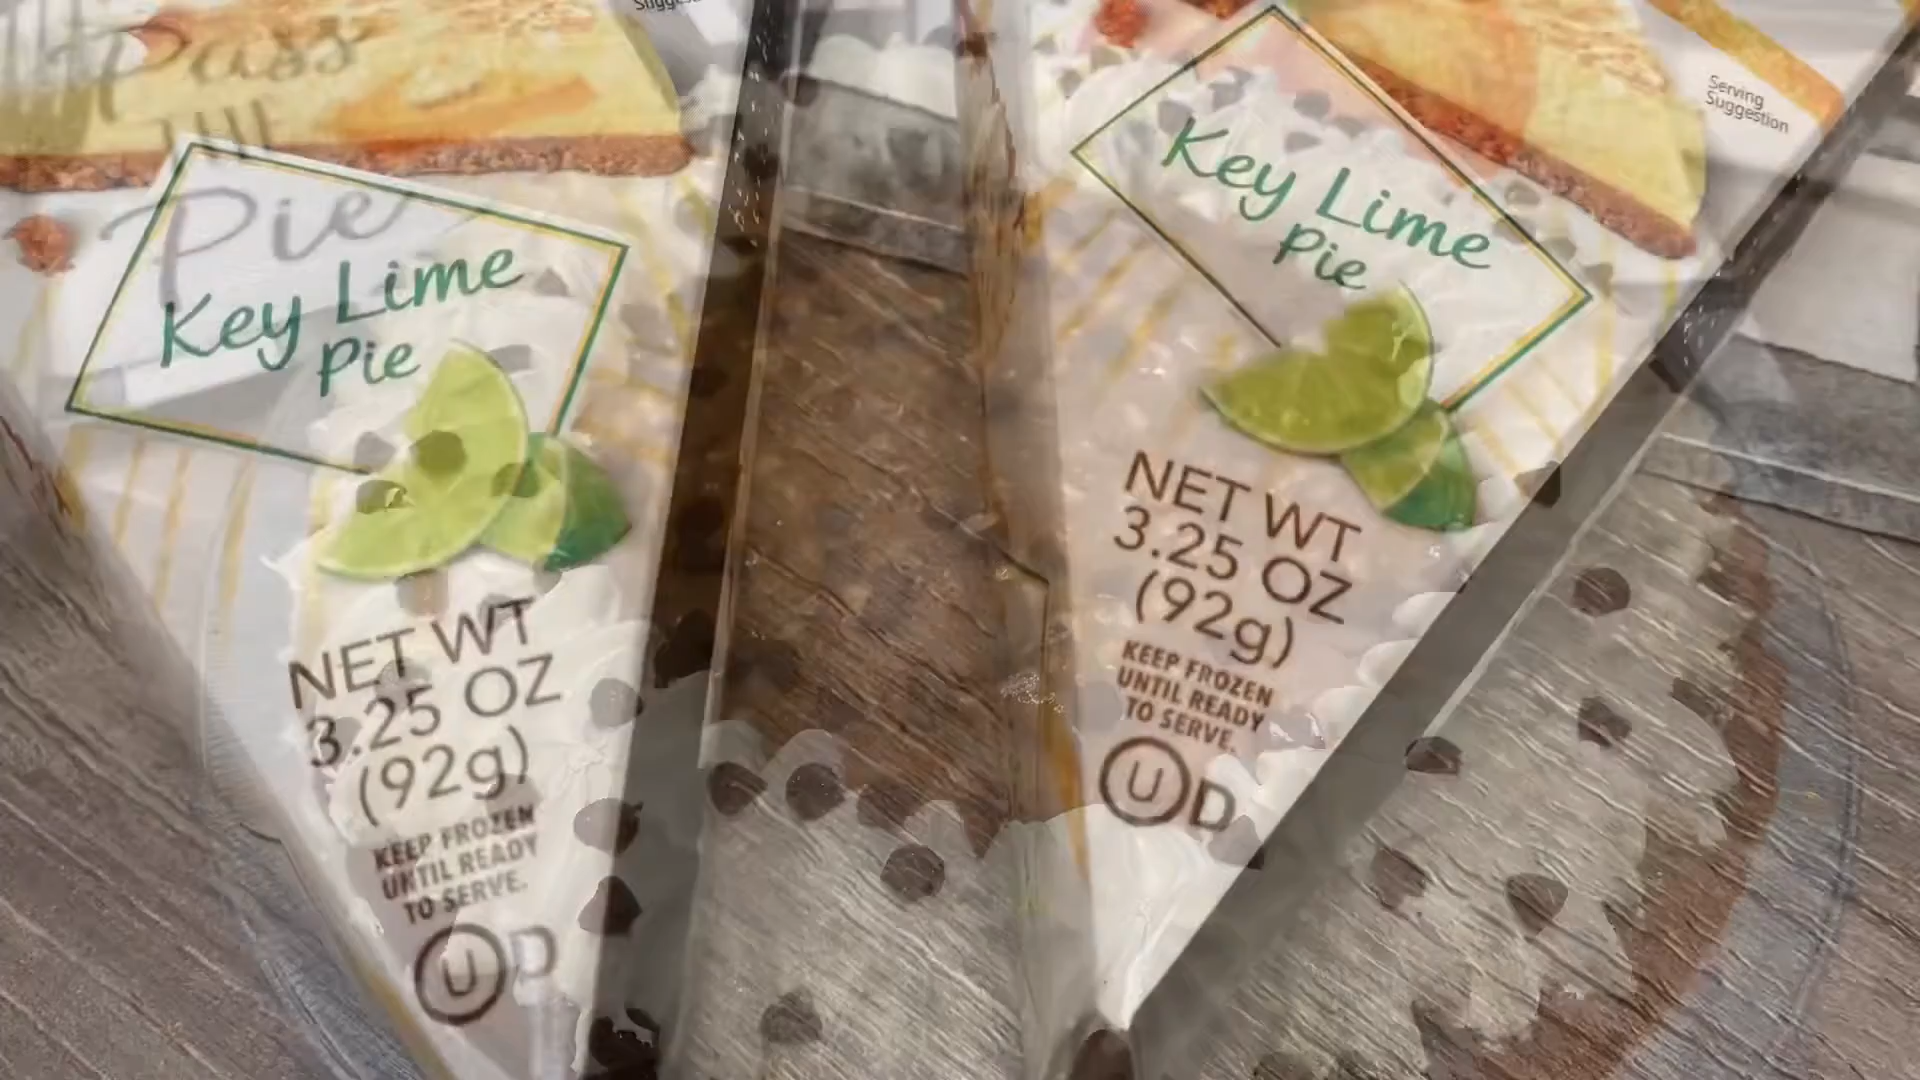 Pass
THE
Pie
Key Lime
Pie
NET WT
3.25 OZ
(92g)
KEEP FROZEN
UNTIL READY
TO SERVE.
U D
Serving
Suggestion
Key Lime
Pie
NET WT
3.25 OZ
(92g)
KEEP FROZEN
UNTIL READY
TO SERVE.
U D